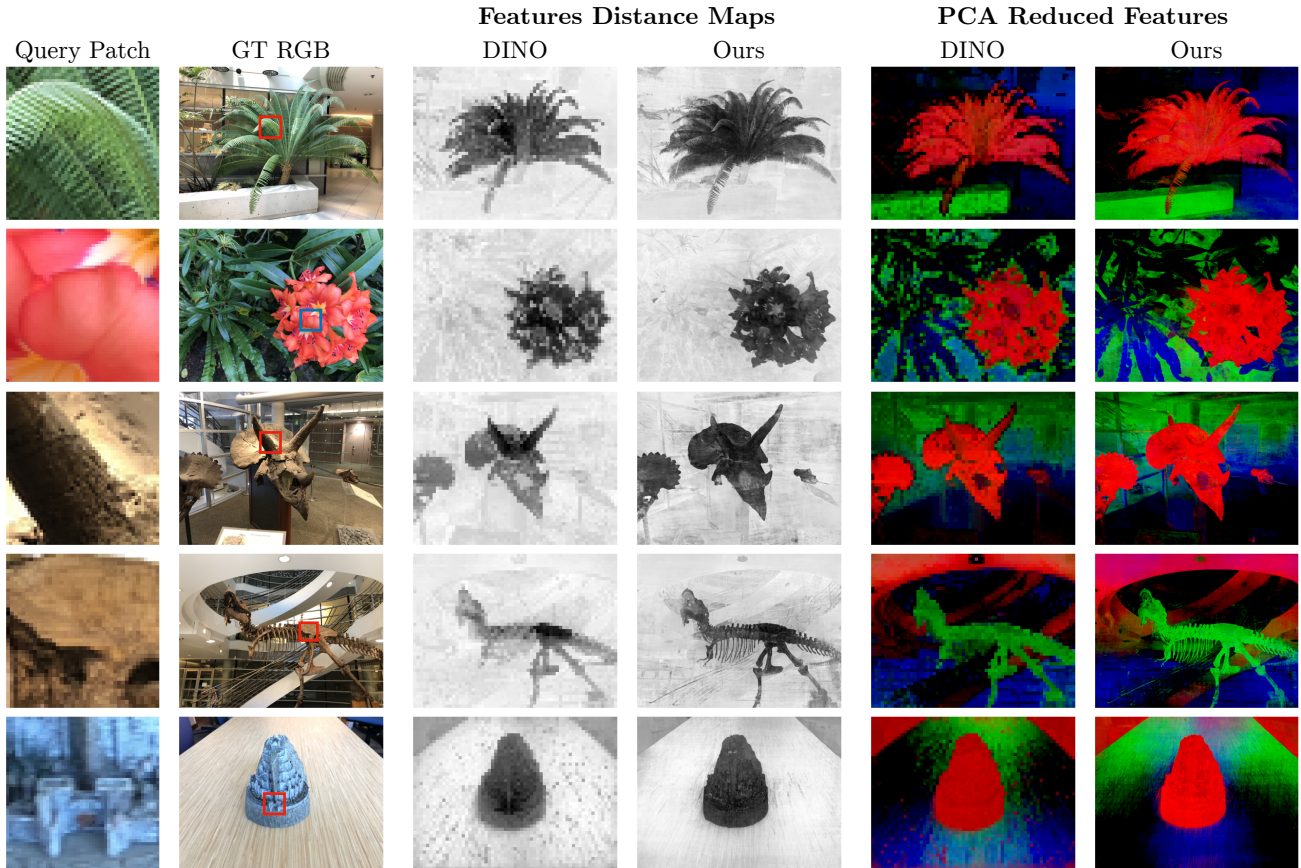 Features Distance Maps PCA Reduced Features
Query Patch GT RGB DINO Ours DINO Ours